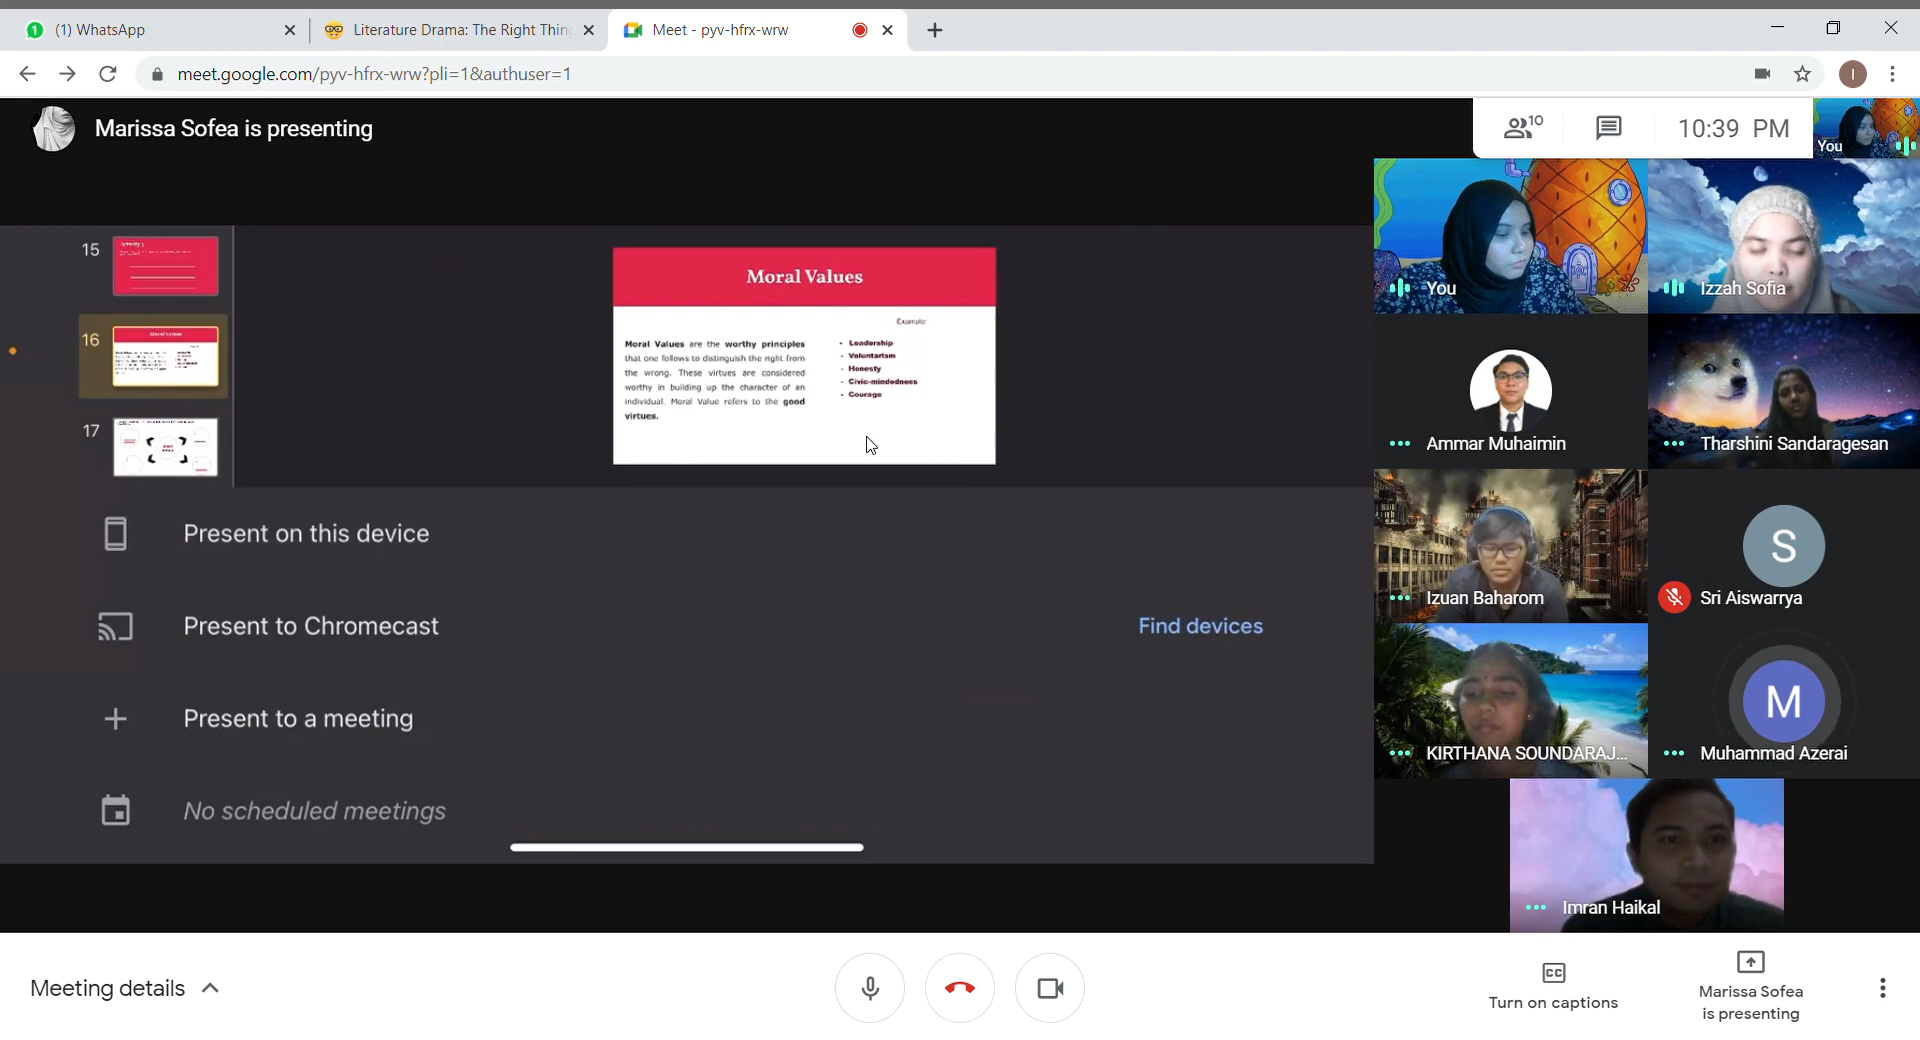 (1) WhatsApp
Literature Drama: The Right Thin
Meet - pyv-hfrx-wrw
meet.google.com/pyv-hfrx-wrw?pli=1&authuser=1
I
Marissa Sofea is presenting
10
10:39 PM
You
15
16
17
Moral Values
Example:
Moral Values are the worthy principles
that one follows to distinguish the right from
the wrong. These virtues are considered
worthy in building up the character of an
individual. Moral Value refers to the good
virtues.
• Leadership
• Voluntarism
• Honesty
• Civic-mindedness
• Courage
Present on this device
Present to Chromecast
Find devices
Present to a meeting
No scheduled meetings
You
Izzah Sofia
Ammar Muhaimin
Tharshini Sandaragesan
Izuan Baharom
S
Sri Aiswarrya
KIRTHANA SOUNDARAJ...
M
Muhammad Azerai
Imran Haikal
Meeting details
CC
Turn on captions
Marissa Sofea
is presenting